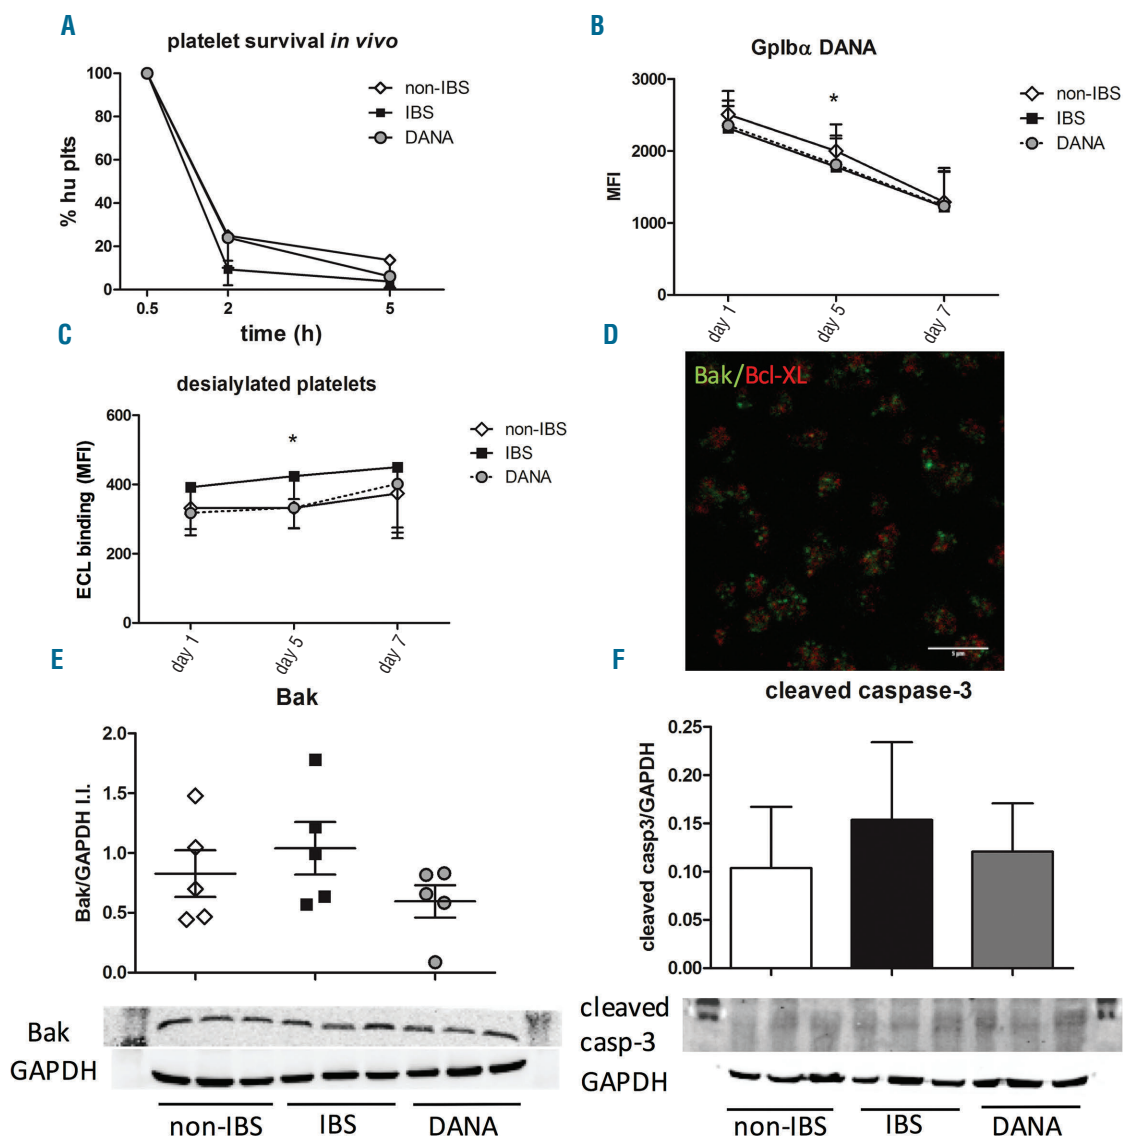 A
platelet survival in vivo
% hu plts
100
80
60
40
20
0
0.5
2
5
time (h)
non-IBS
IBS
DANA
B
GpIbα DANA
MFI
3000
2000
1000
0
day 1
day 5
day 7
*
non-IBS
IBS
DANA
C
desialylated platelets
ECL binding (MFI)
600
400
200
0
day 1
day 5
day 7
*
non-IBS
IBS
DANA
D
Bak/Bcl-XL
5 µm
E
Bak
Bak/GAPDH I.I.
2.0
1.5
1.0
0.5
0.0
Bak
GAPDH
non-IBS
IBS
DANA
F
cleaved caspase-3
cleaved casp3/GAPDH
0.25
0.20
0.15
0.10
0.05
0.00
cleaved
casp-3
GAPDH
non-IBS
IBS
DANA